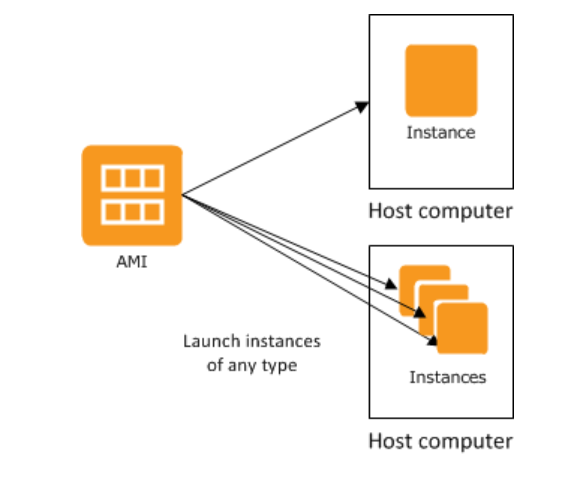 Instance
Host computer
AMI
Launch instances
of any type
Instances
Host computer